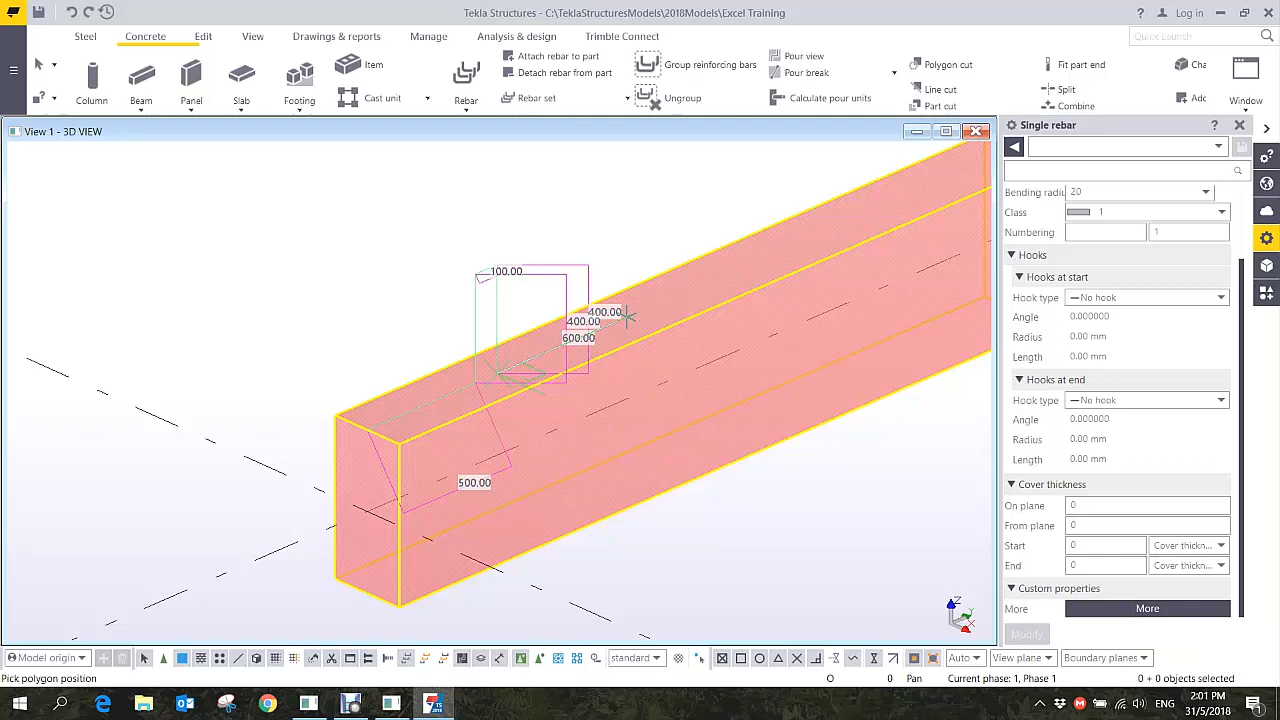 Tekla Structures - C:\TeklaStructuresModels\2018Models\Excel Training
? Log in
Steel Concrete Edit View Drawings & reports Manage Analysis & design Trimble Connect
Quick Launch
Column Beam Panel Slab Footing
Item
Cast unit
Rebar
Attach rebar to part
Detach rebar from part
Rebar set
Group reinforcing bars
Ungroup
Pour view
Pour break
Calculate pour units
Polygon cut
Line cut
Part cut
Fit part end
Split
Combine
Cha
Adc
Window
View 1 - 3D VIEW
100.00
400.00
400.00
600.00
500.00
Z
Y
X
Single rebar ?
Bending radiu 20
Class 1
Numbering 1
Hooks
Hooks at start
Hook type No hook
Angle 0.000000
Radius 0.00 mm
Length 0.00 mm
Hooks at end
Hook type No hook
Angle 0.000000
Radius 0.00 mm
Length 0.00 mm
Cover thickness
On plane 0
From plane 0
Start 0 Cover thickn...
End 0 Cover thickn...
Custom properties
More More
Modify
Model origin
standard
Auto View plane Boundary planes
Pick polygon position
O 0 Pan Current phase: 1, Phase 1 0 + 0 objects selected
ENG
2:01 PM
31/5/2018